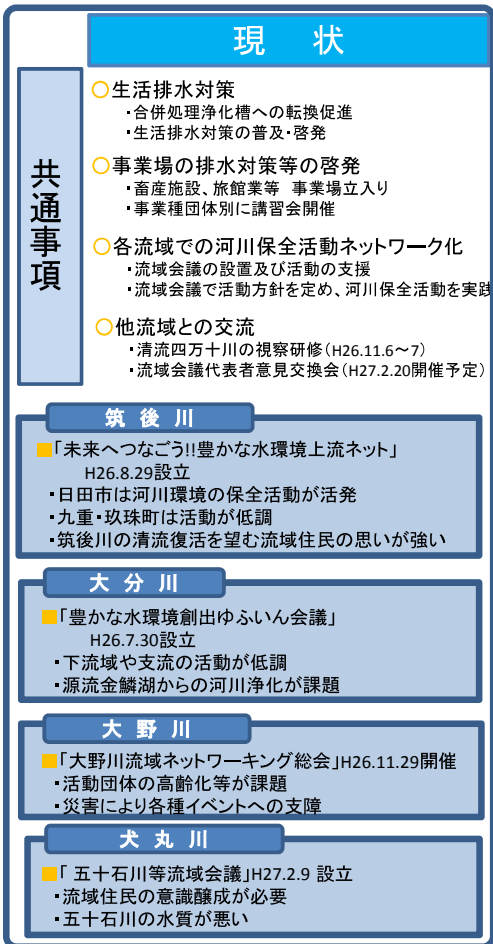 現 状
共通事項
○生活排水対策
・合併処理浄化槽への転換促進
・生活排水対策の普及・啓発
○事業場の排水対策等の啓発
・畜産施設、旅館業等 事業場立入り
・事業種団体別に講習会開催
○各流域での河川保全活動ネットワーク化
・流域会議の設置及び活動の支援
・流域会議で活動方針を定め、河川保全活動を実践
○他流域との交流
・清流四万十川の視察研修(H26.11.6~7)
・流域会議代表者意見交換会(H27.2.20開催予定)
筑 後 川
■「未来へつなごう!!豊かな水環境上流ネット」
H26.8.29設立
・日田市は河川環境の保全活動が活発
・九重・玖珠町は活動が低調
・筑後川の清流復活を望む流域住民の思いが強い
大 分 川
■「豊かな水環境創出ゆふいん会議」
H26.7.30設立
・下流域や支流の活動が低調
・源流金鱗湖からの河川浄化が課題
大 野 川
■「大野川流域ネットワーキング総会」H26.11.29開催
・活動団体の高齢化等が課題
・災害により各種イベントへの支障
犬 丸 川
■「 五十石川等流域会議」H27.2.9 設立
・流域住民の意識醸成が必要
・五十石川の水質が悪い